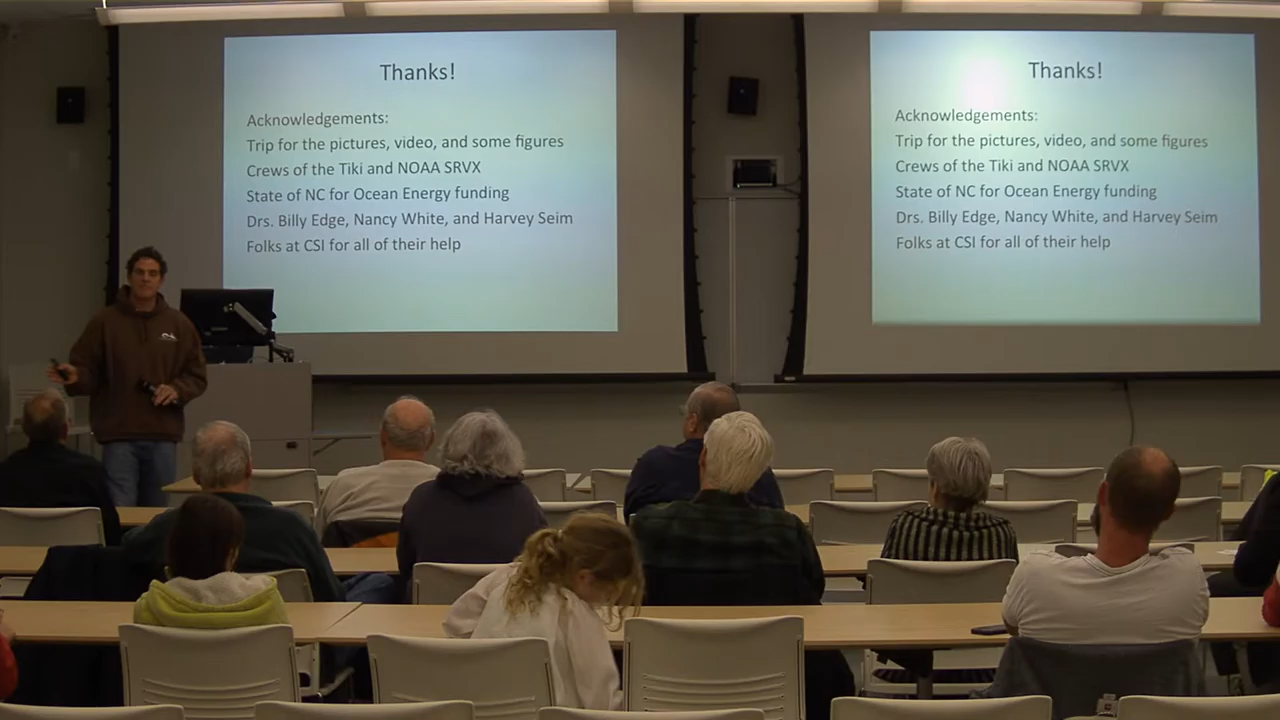 Thanks!
Acknowledgements:
Trip for the pictures, video, and some figures
Crews of the Tiki and NOAA SRVX
State of NC for Ocean Energy funding
Drs. Billy Edge, Nancy White, and Harvey Seim
Folks at CSI for all of their help
Thanks!
Acknowledgements:
Trip for the pictures, video, and some figures
Crews of the Tiki and NOAA SRVX
State of NC for Ocean Energy funding
Drs. Billy Edge, Nancy White, and Harvey Seim
Folks at CSI for all of their help